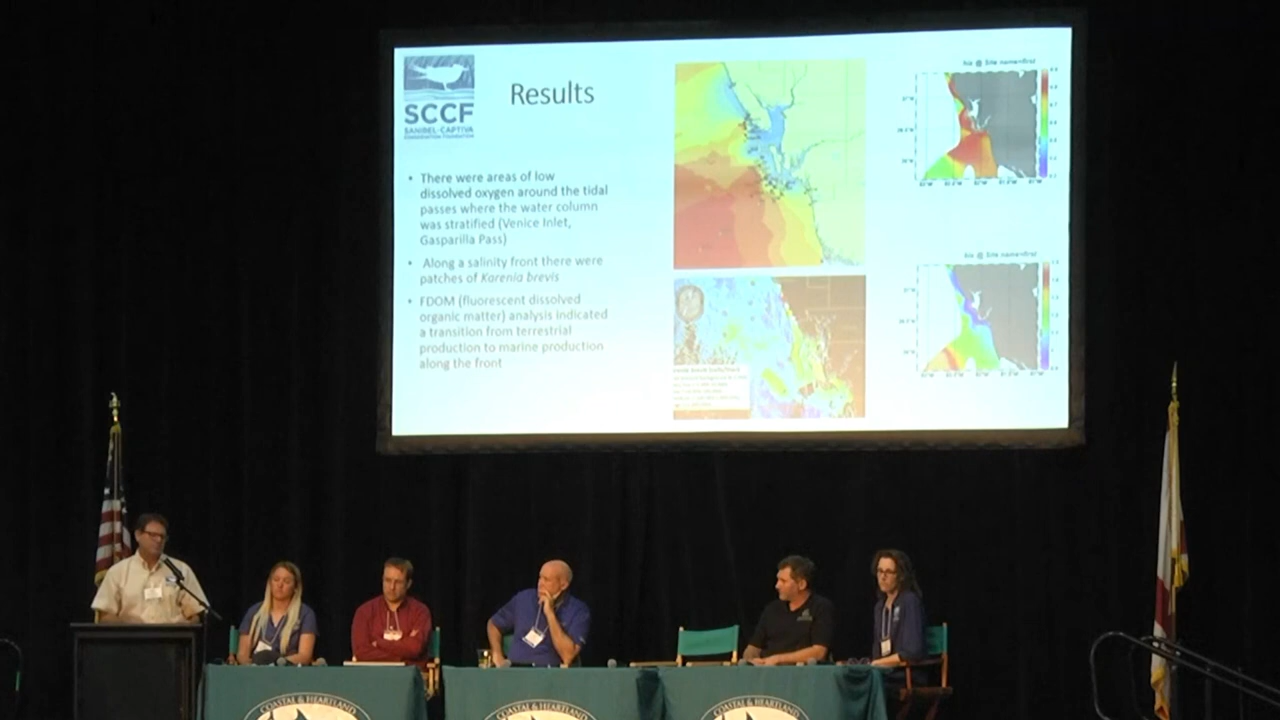 SCCF
SANIBEL-CAPTIVA
CONSERVATION FOUNDATION
Results
• There were areas of low
dissolved oxygen around the tidal
passes where the water column
was stratified (Venice Inlet,
Gasparilla Pass)
• Along a salinity front there were
patches of Karenia brevis
• FDOM (fluorescent dissolved
organic matter) analysis indicated
a transition from terrestrial
production to marine production
along the front
COASTAL & HEARTLAND
COASTAL & HEARTLAND
COASTAL & HEARTLAND